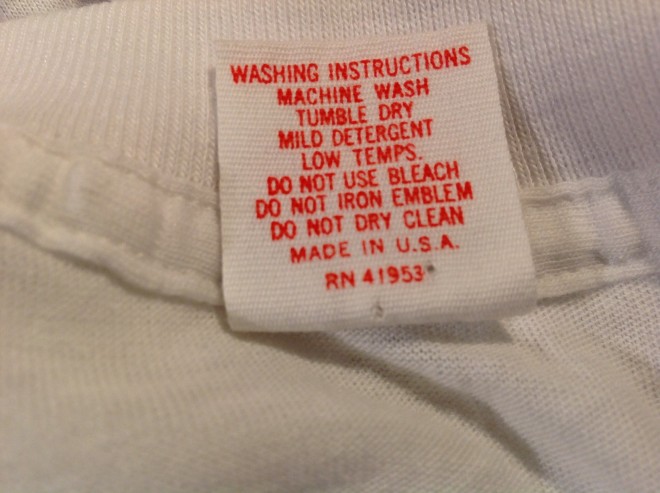 WASHING INSTRUCTIONS
MACHINE WASH
TUMBLE DRY
MILD DETERGENT
LOW TEMPS.
DO NOT USE BLEACH
DO NOT IRON EMBLEM
DO NOT DRY CLEAN
MADE IN U.S.A.
RN 41953